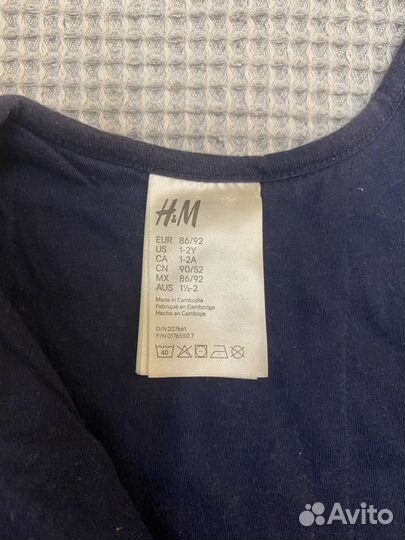 H&M
EUR 86/92
US 1-2Y
CA 1-2A
CN 90/52
MX 86/92
AUS 1½-2
Made in Cambodia
Fabriqué en Cambodge
Hecho en Camboya
O/N 207661
P/N 0176550 7
40
Avito